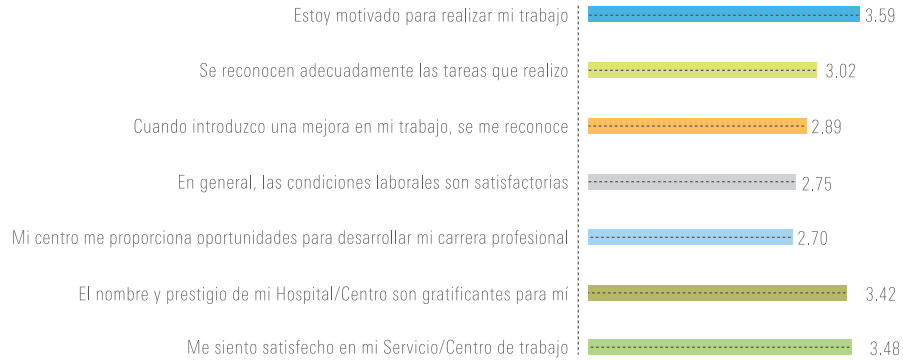 Estoy motivado para realizar mi trabajo 3.59
Se reconocen adecuadamente las tareas que realizo 3.02
Cuando introduzco una mejora en mi trabajo, se me reconoce 2.89
En general, las condiciones laborales son satisfactorias 2.75
Mi centro me proporciona oportunidades para desarrollar mi carrera profesional 2.70
El nombre y prestigio de mi Hospital/Centro son gratificantes para mí 3.42
Me siento satisfecho en mi Servicio/Centro de trabajo 3.48